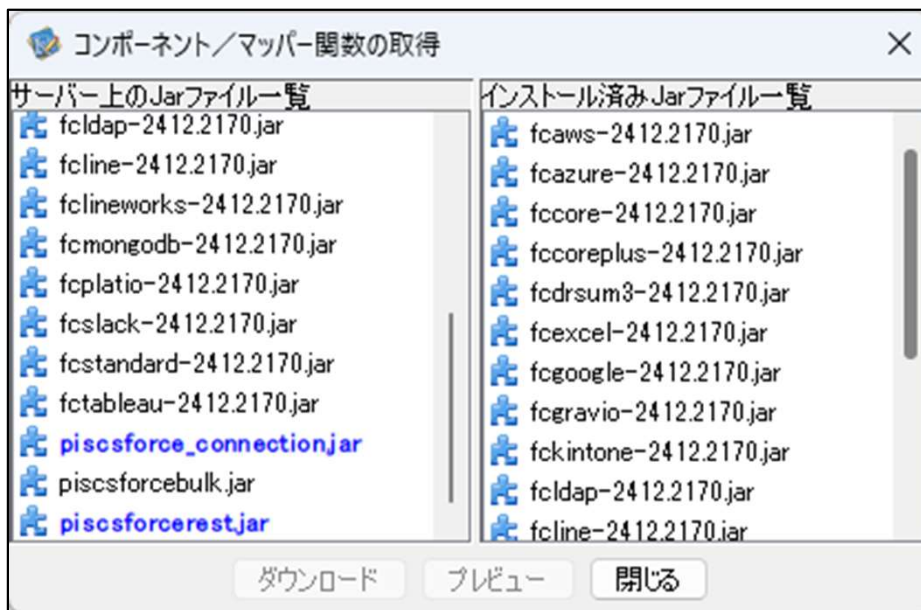 コンポーネント／マッパー関数の取得
サーバー上のJarファイル一覧
fcldap-2412.2170.jar
fcline-2412.2170.jar
fclineworks-2412.2170.jar
fcmongodb-2412.2170.jar
fcplatio-2412.2170.jar
fcslack-2412.2170.jar
fcstandard-2412.2170.jar
fctableau-2412.2170.jar
piscsforce_connection.jar
piscsforcebulk.jar
piscsforcerest.jar
インストール済みJarファイル一覧
fcaws-2412.2170.jar
fcazure-2412.2170.jar
fccore-2412.2170.jar
fccoreplus-2412.2170.jar
fcdrsum3-2412.2170.jar
fcexcel-2412.2170.jar
fcgoogle-2412.2170.jar
fcgravio-2412.2170.jar
fckintone-2412.2170.jar
fcldap-2412.2170.jar
fcline-2412.2170.jar
ダウンロード
プレビュー
閉じる